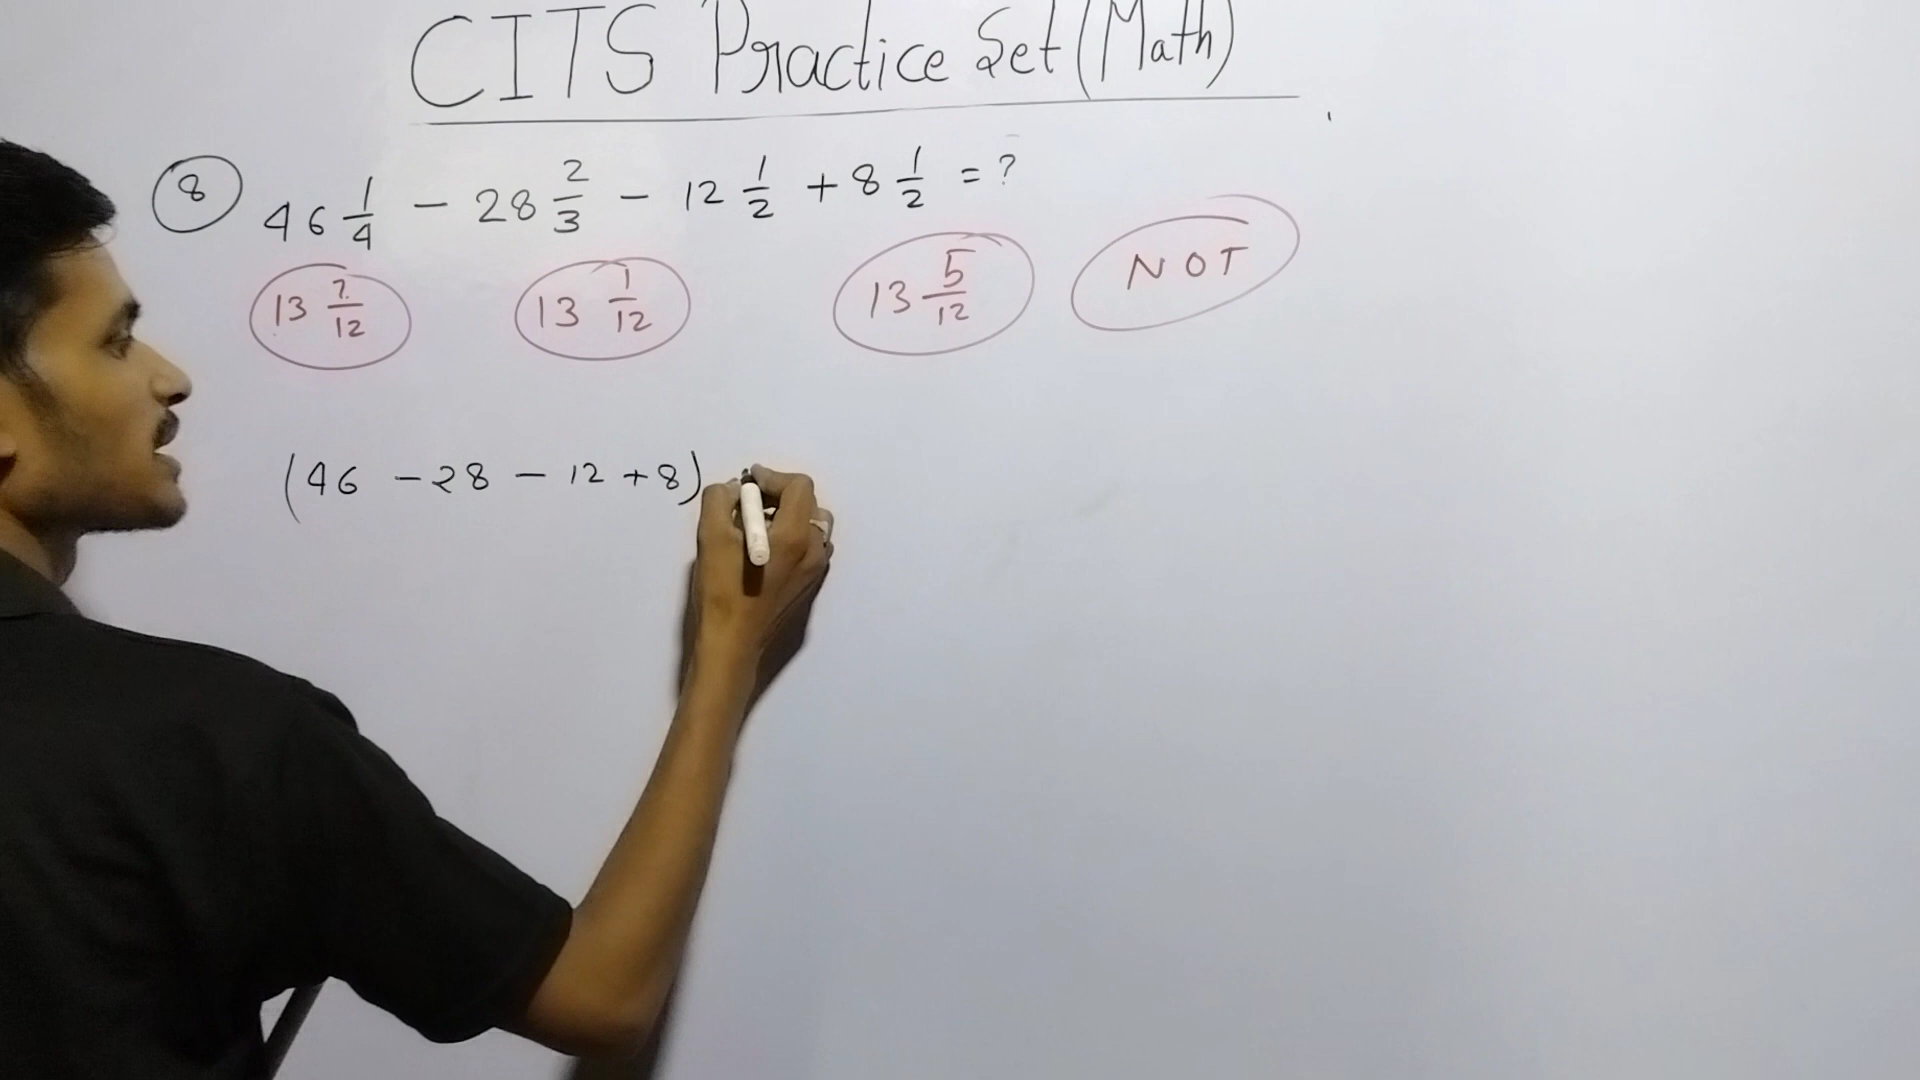 CITS Practice Set (Math)
8 46 1/4 - 28 2/3 - 12 1/2 + 8 1/2 = ?
13 7/12 13 1/12 13 5/12 NOT
(46 - 28 - 12 + 8)